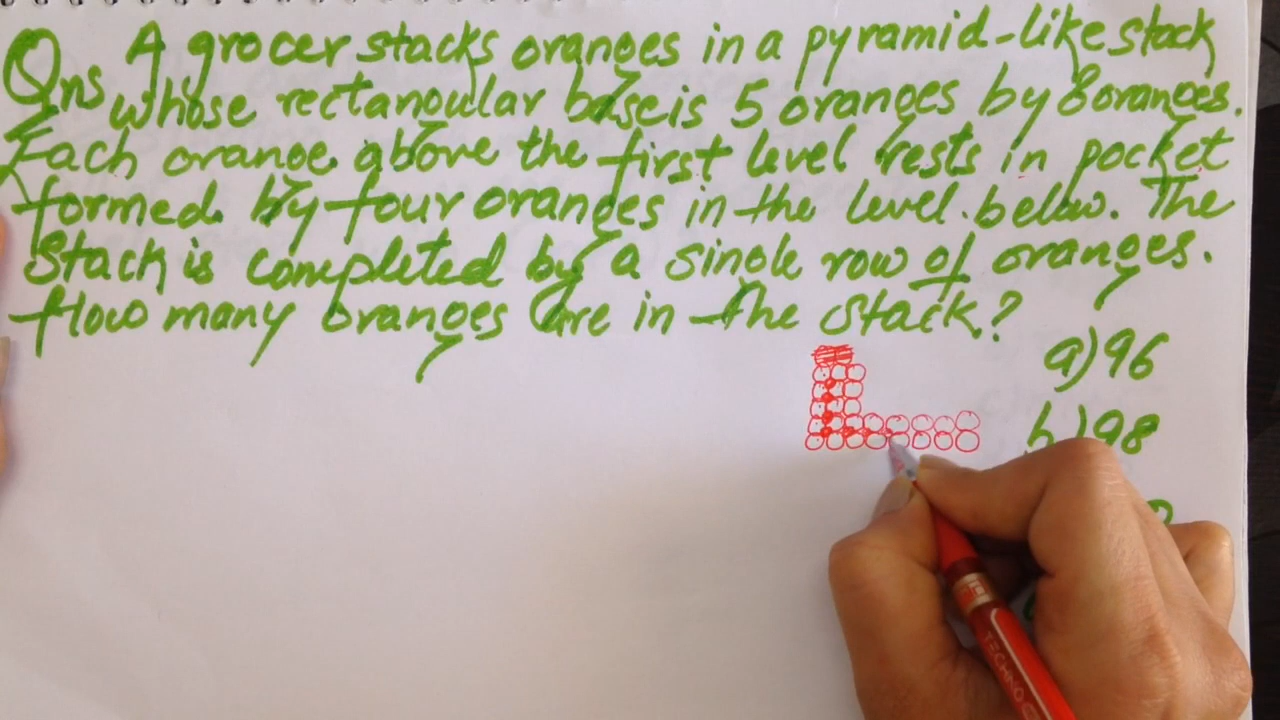 Qns A grocer stacks oranges in a pyramid-like stack
whose rectangular base is 5 oranges by 8 oranges.
Each orange above the first level rests in pocket
formed by four oranges in the level below. The
stack is completed by a single row of oranges.
How many oranges are in the stack?
a) 96
b) 98
TECHNO